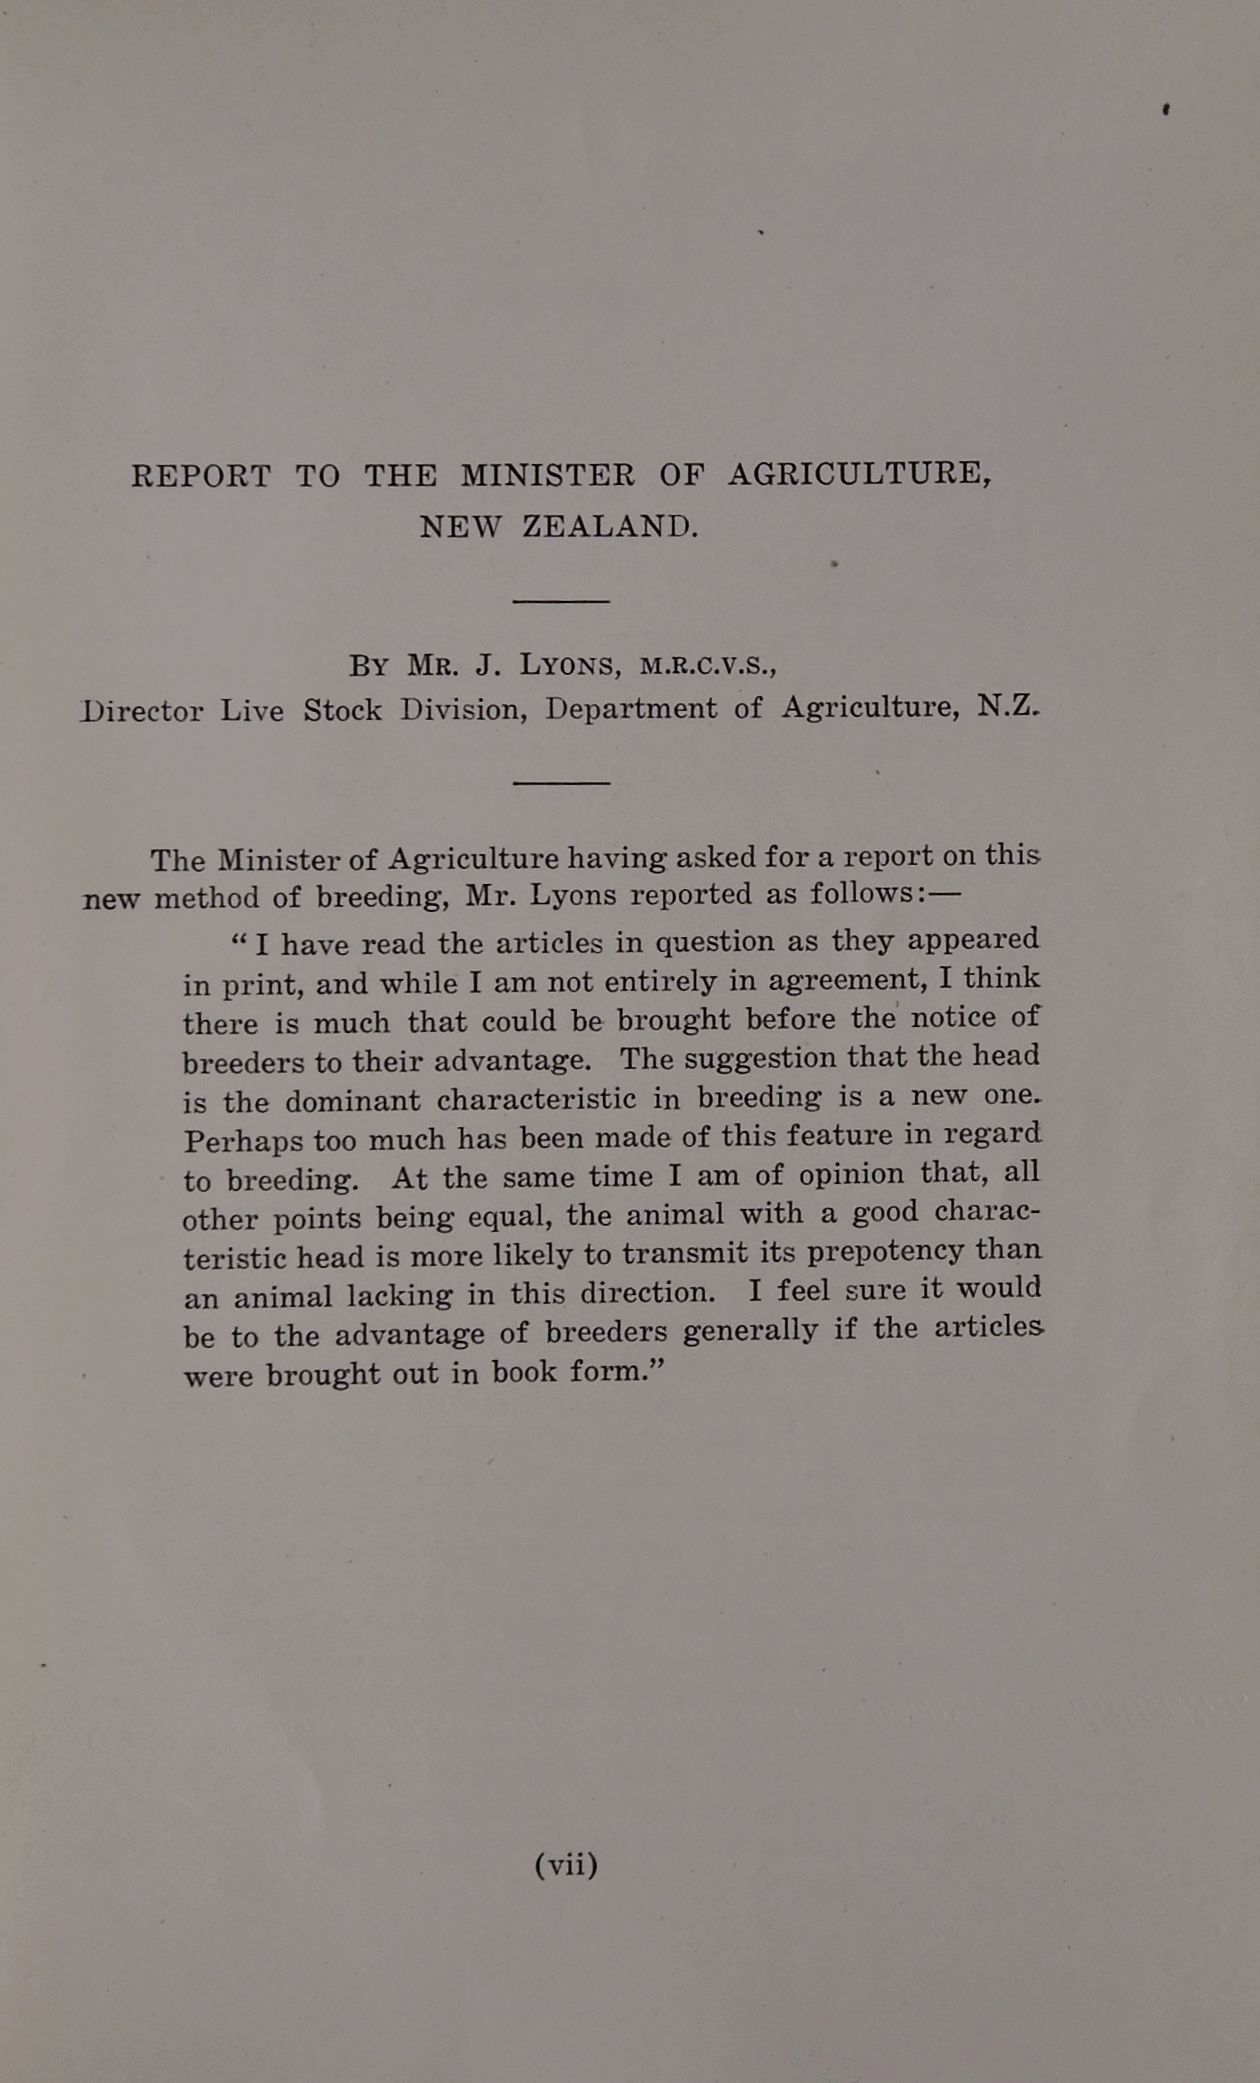 REPORT TO THE MINISTER OF AGRICULTURE,
NEW ZEALAND.
By Mr. J. Lyons, M.R.C.V.S.,
Director Live Stock Division, Department of Agriculture, N.Z.
The Minister of Agriculture having asked for a report on this
new method of breeding, Mr. Lyons reported as follows:—
“I have read the articles in question as they appeared
in print, and while I am not entirely in agreement, I think
there is much that could be brought before the notice of
breeders to their advantage. The suggestion that the head
is the dominant characteristic in breeding is a new one.
Perhaps too much has been made of this feature in regard
to breeding. At the same time I am of opinion that, all
other points being equal, the animal with a good charac-
teristic head is more likely to transmit its prepotency than
an animal lacking in this direction. I feel sure it would
be to the advantage of breeders generally if the articles
were brought out in book form.”
(vii)